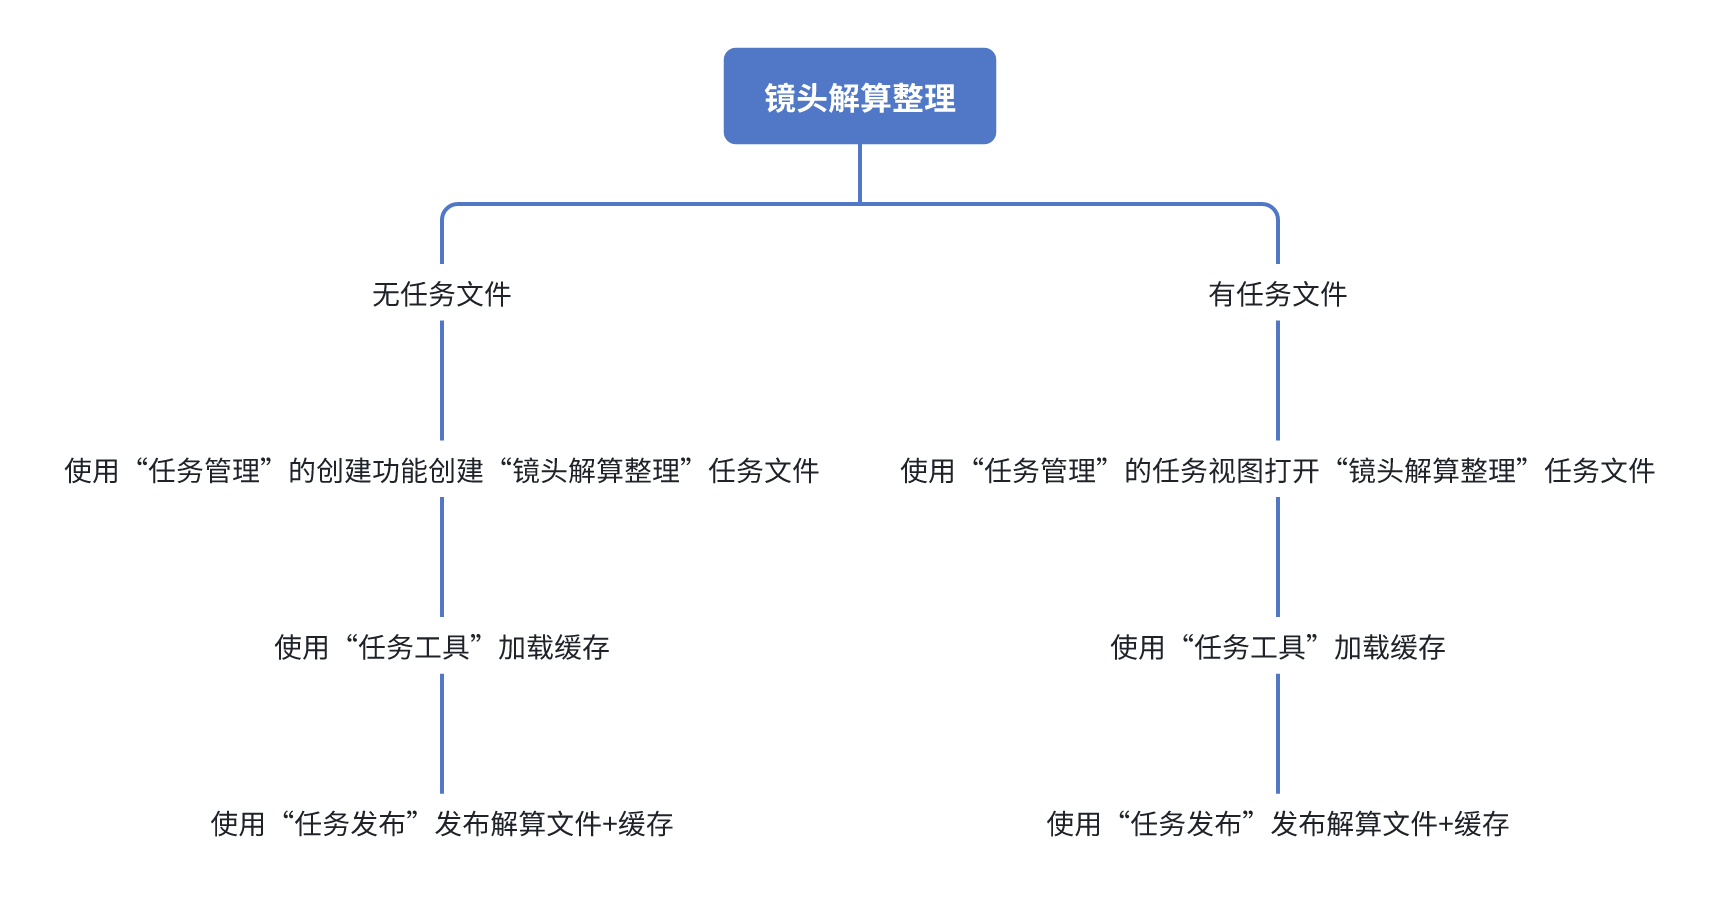 镜头解算整理
无任务文件
有任务文件
使用“任务管理”的创建功能创建“镜头解算整理”任务文件
使用“任务管理”的任务视图打开“镜头解算整理”任务文件
使用“任务工具”加载缓存
使用“任务工具”加载缓存
使用“任务发布”发布解算文件+缓存
使用“任务发布”发布解算文件+缓存